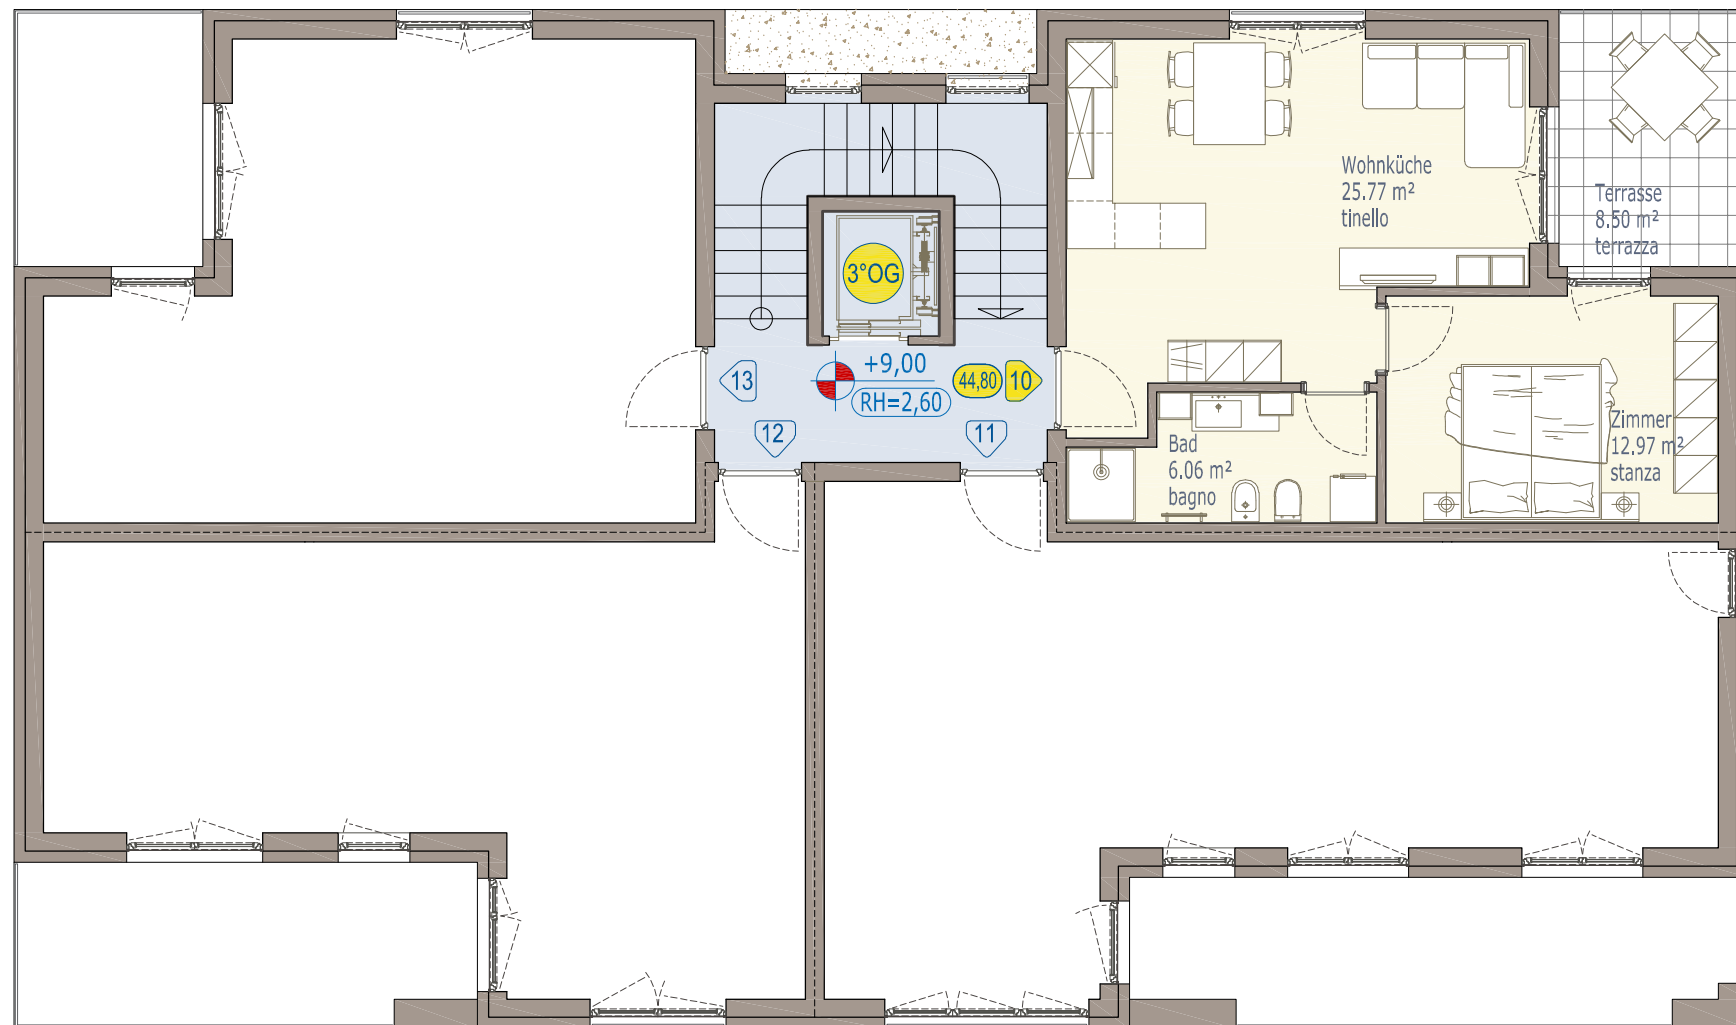 Wohnküche
25.77 m²
tinello
Terrasse
8.50 m²
terrazza
3°OG
+9,00
RH=2,60
44,80
10
13
12
11
Bad
6.06 m²
bagno
Zimmer
12.97 m²
stanza